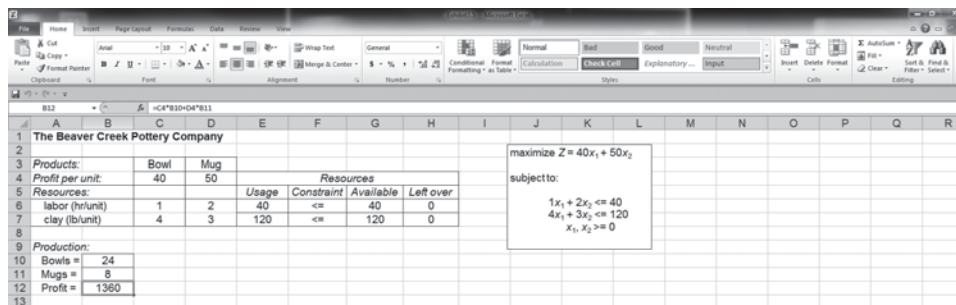 Exhibit3.5 - Microsoft Excel
File Home Insert Page Layout Formulas Data Review View
Cut
Copy
Format Painter
Paste
Clipboard
Arial 10
B I U
Font
Wrap Text
Merge & Center
Alignment
General
$ % ,
Number
Conditional Formatting
Format as Table
Normal Bad Good Neutral
Calculation Check Cell Explanatory... Input
Styles
Insert Delete Format
Cells
Σ AutoSum
Fill
Clear
Sort & Filter
Find & Select
Editing
B12 fx =C4*B10+D4*B11
A B C D E F G H I J K L M N O P Q R
1 The Beaver Creek Pottery Company
2
3 Products: Bowl Mug
4 Profit per unit: 40 50 Resources
5 Resources: Usage Constraint Available Left over
6 labor (hr/unit) 1 2 40 <= 40 0
7 clay (lb/unit) 4 3 120 <= 120 0
8
9 Production:
10 Bowls = 24
11 Mugs = 8
12 Profit = 1360
13
maximize Z = 40x₁ + 50x₂
subject to:
1x₁ + 2x₂ <= 40
4x₁ + 3x₂ <= 120
x₁, x₂ >= 0